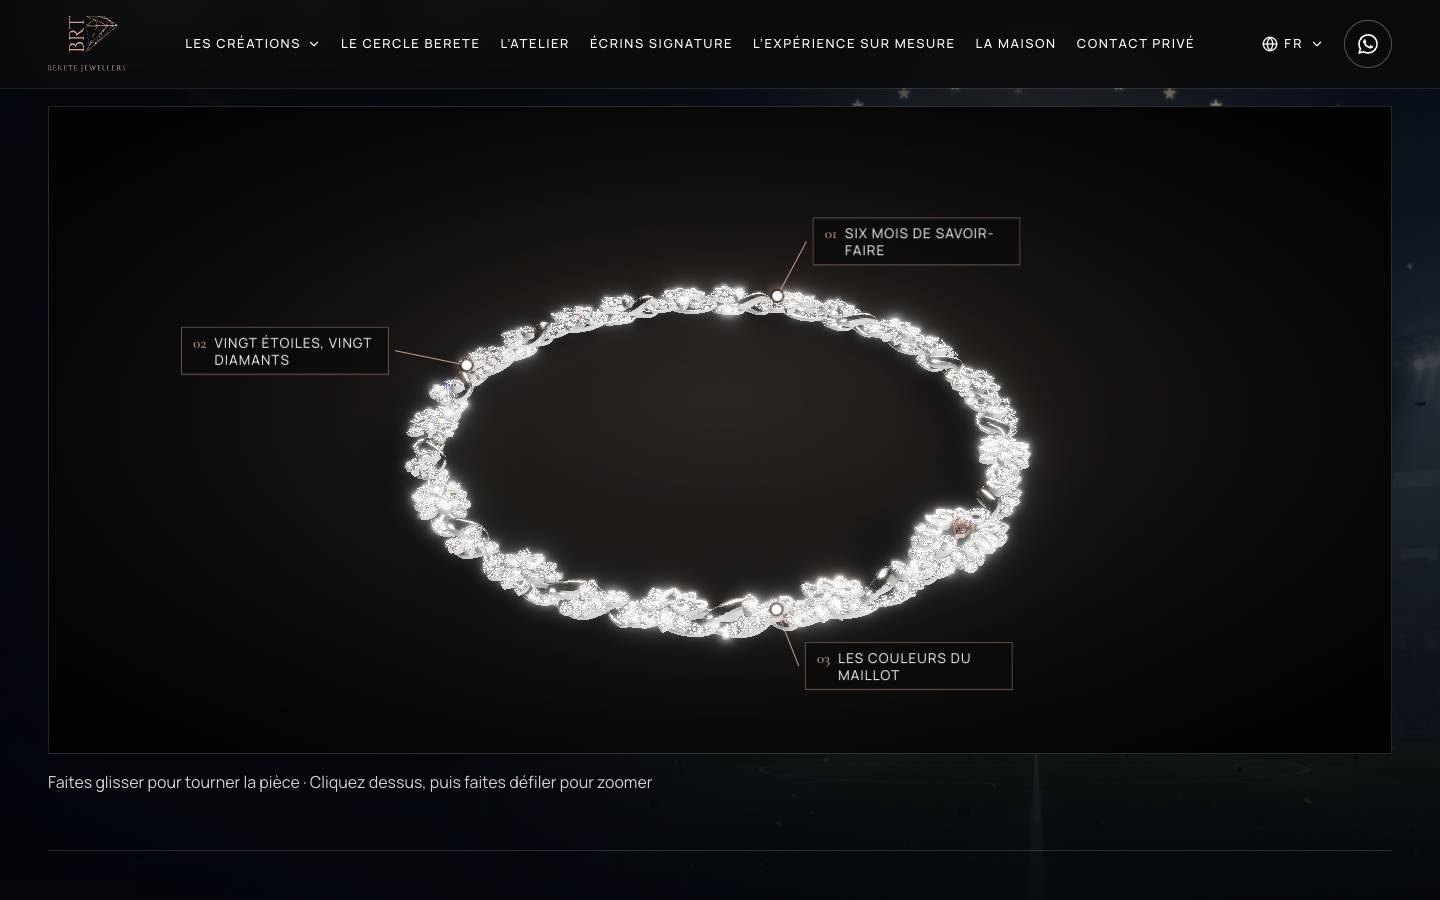 BRT
BERETE JEWELLERS
LES CRÉATIONS
LE CERCLE BERETE
L'ATELIER
ÉCRINS SIGNATURE
L'EXPÉRIENCE SUR MESURE
LA MAISON
CONTACT PRIVÉ
FR
01 SIX MOIS DE SAVOIR-
FAIRE
02 VINGT ÉTOILES, VINGT
DIAMANTS
03 LES COULEURS DU
MAILLOT
Faites glisser pour tourner la pièce · Cliquez dessus, puis faites défiler pour zoomer